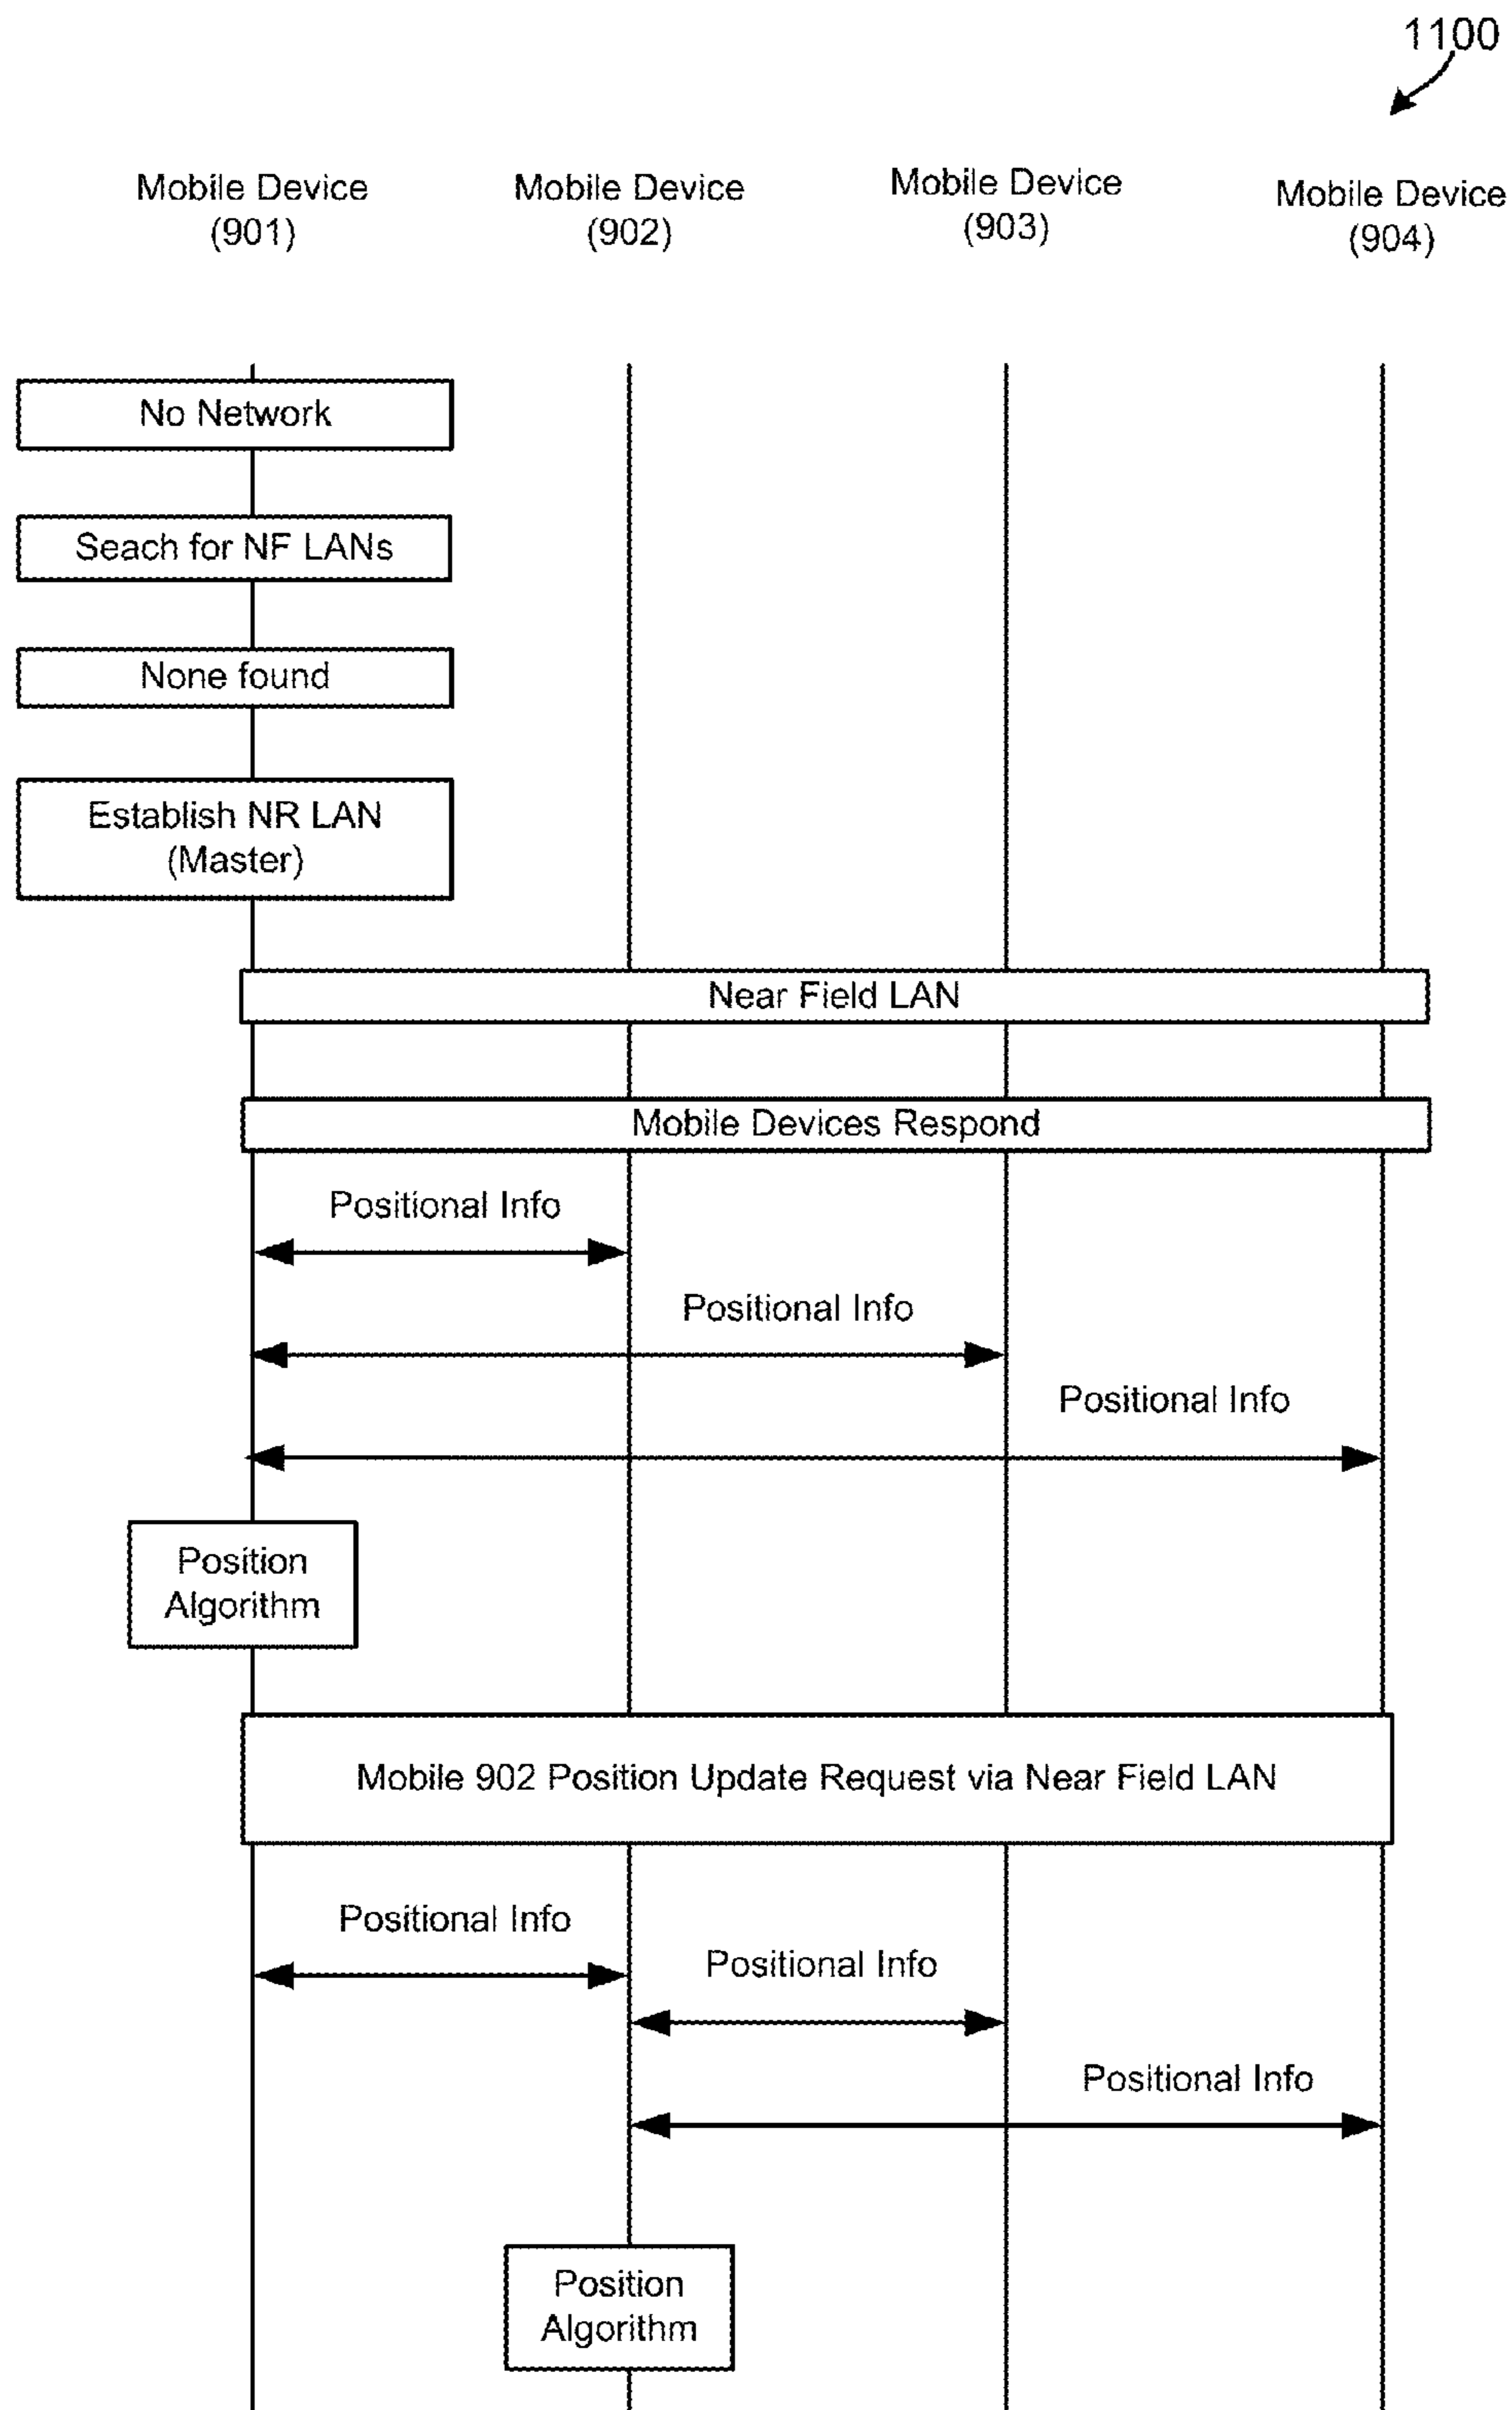 1100
Mobile Device
(901)
Mobile Device
(902)
Mobile Device
(903)
Mobile Device
(904)
No Network
Seach for NF LANs
None found
Establish NR LAN
(Master)
Near Field LAN
Mobile Devices Respond
Positional Info
Positional Info
Positional Info
Position
Algorithm
Mobile 902 Position Update Request via Near Field LAN
Positional Info
Positional Info
Positional Info
Position
Algorithm